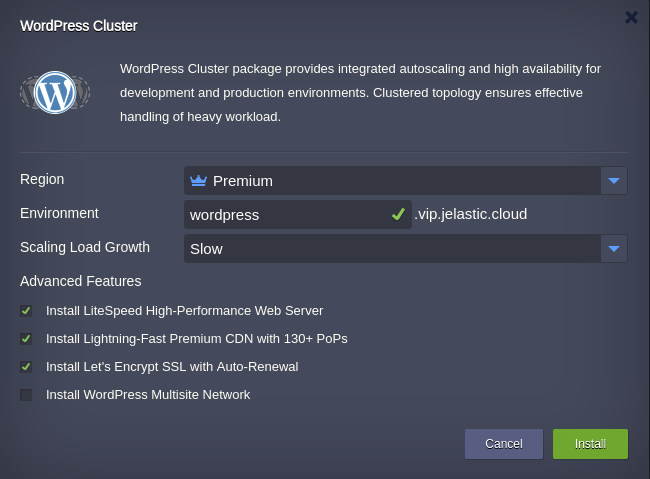 WordPress Cluster
WordPress Cluster package provides integrated autoscaling and high availability for
development and production environments. Clustered topology ensures effective
handling of heavy workload.
Region
Premium
Environment
wordpress
.vip.jelastic.cloud
Scaling Load Growth
Slow
Advanced Features
Install LiteSpeed High-Performance Web Server
Install Lightning-Fast Premium CDN with 130+ PoPs
Install Let's Encrypt SSL with Auto-Renewal
Install WordPress Multisite Network
Cancel
Install